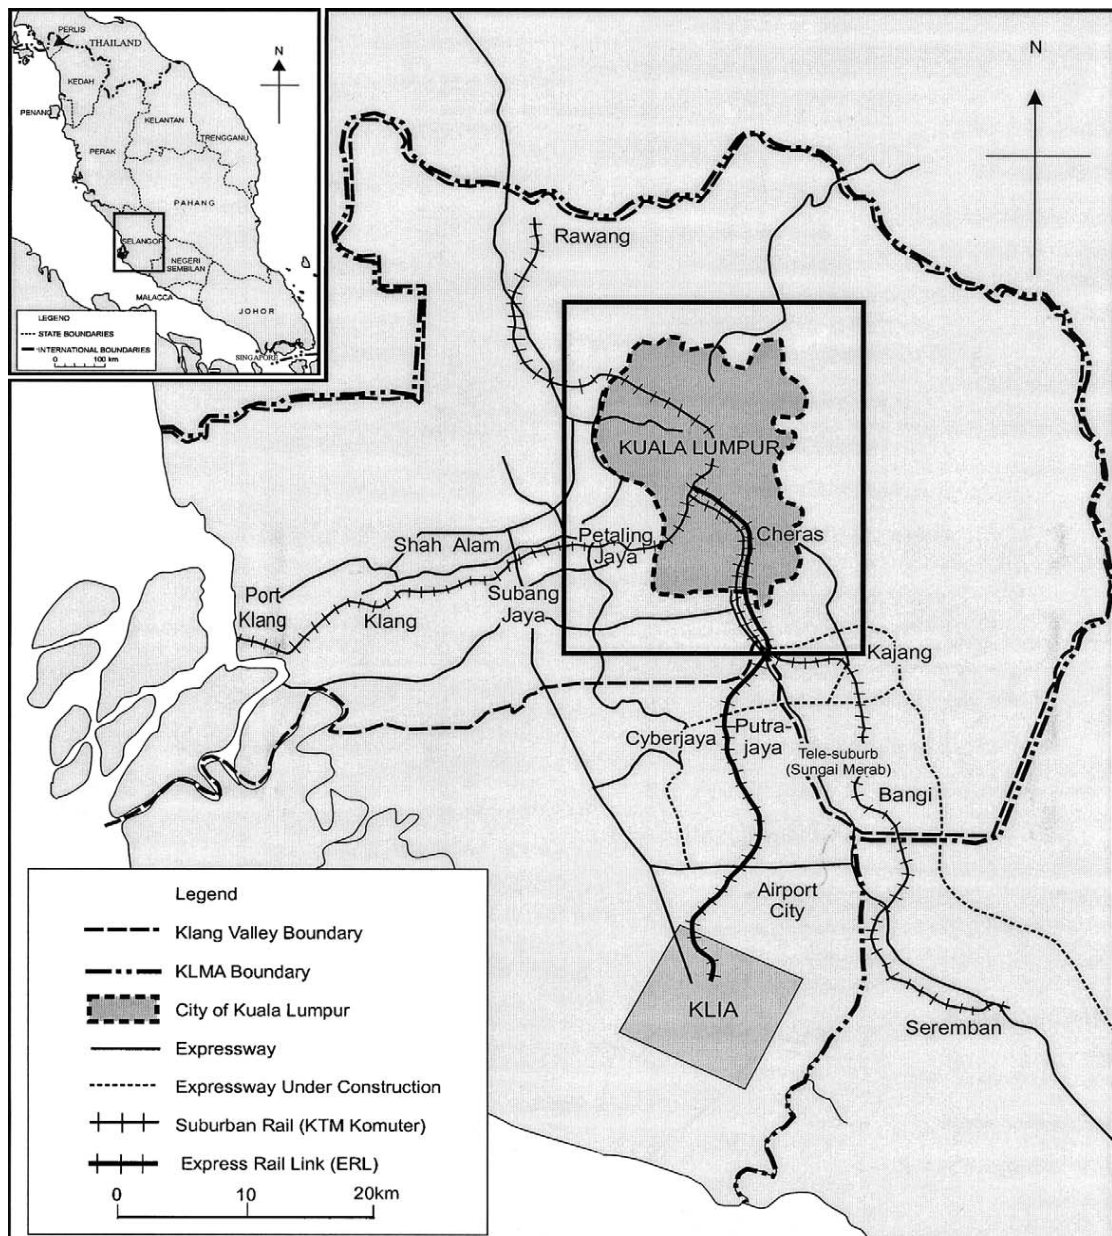 PERLIS
THAILAND
KEDAH
PENANG
KELANTAN
TRENGGANU
PERAK
PAHANG
SELANGOR
NEGERI
SEMBILAN
MALACCA
JOHOR
SINGAPORE
LEGEND
STATE BOUNDARIES
INTERNATIONAL BOUNDARIES
0 100 km
N
N
Rawang
KUALA LUMPUR
Cheras
Petaling
Jaya
Shah Alam
Subang
Jaya
Port
Klang
Klang
Kajang
Cyberjaya
Putra-
jaya
Tele-suburb
(Sungai Merab)
Bangi
Airport
City
KLIA
Seremban
Legend
Klang Valley Boundary
KLMA Boundary
City of Kuala Lumpur
Expressway
Expressway Under Construction
Suburban Rail (KTM Komuter)
Express Rail Link (ERL)
0 10 20km